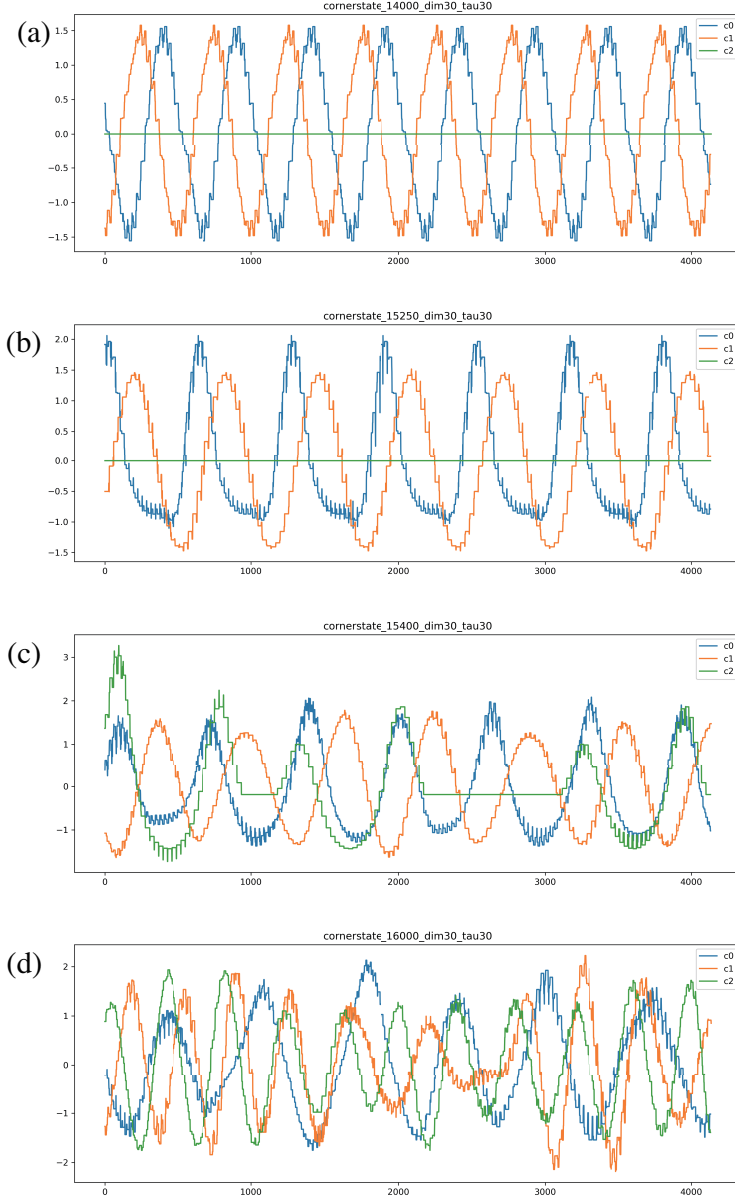 cornerstate_14000_dim30_tau30
(a)
c0
c1
c2
1.5
1.0
0.5
0.0
−0.5
−1.0
−1.5
0 1000 2000 3000 4000
cornerstate_15250_dim30_tau30
(b)
c0
c1
c2
2.0
1.5
1.0
0.5
0.0
−0.5
−1.0
−1.5
0 1000 2000 3000 4000
cornerstate_15400_dim30_tau30
(c)
c0
c1
c2
3
2
1
0
−1
0 1000 2000 3000 4000
cornerstate_16000_dim30_tau30
(d)
c0
c1
c2
2
1
0
−1
−2
0 1000 2000 3000 4000